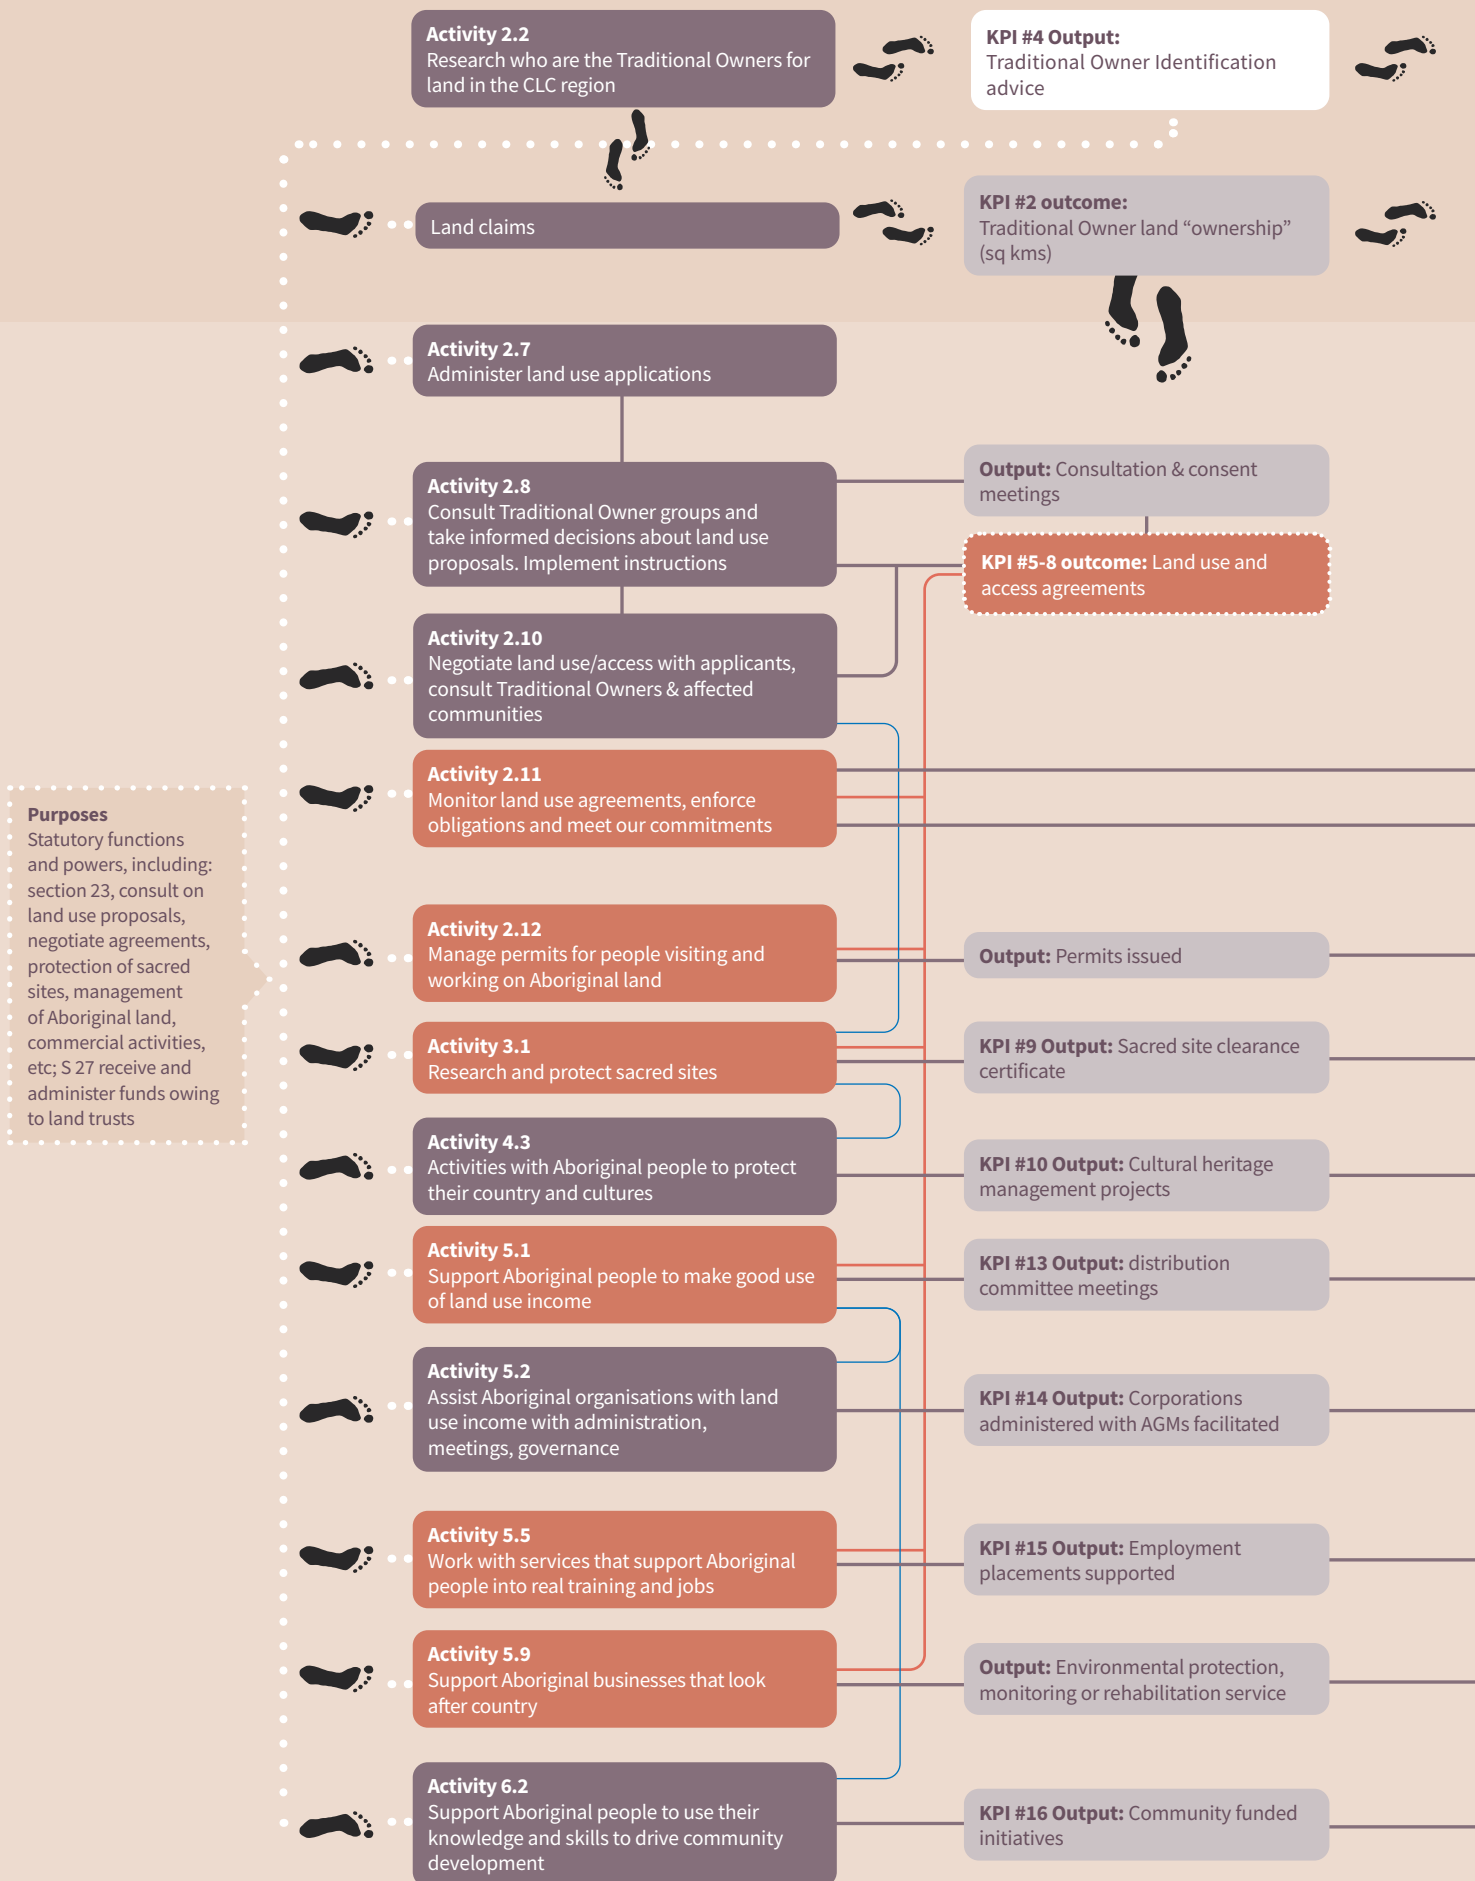 Activity 2.2
Research who are the Traditional Owners for
land in the CLC region
KPI #4 Output:
Traditional Owner Identification
advice
Land claims
KPI #2 outcome:
Traditional Owner land “ownership”
(sq kms)
Activity 2.7
Administer land use applications
Activity 2.8
Consult Traditional Owner groups and
take informed decisions about land use
proposals. Implement instructions
Output: Consultation & consent
meetings
KPI #5-8 outcome: Land use and
access agreements
Activity 2.10
Negotiate land use/access with applicants,
consult Traditional Owners & affected
communities
Activity 2.11
Monitor land use agreements, enforce
obligations and meet our commitments
Purposes
Statutory functions
and powers, including:
section 23, consult on
land use proposals,
negotiate agreements,
protection of sacred
sites, management
of Aboriginal land,
commercial activities,
etc; S 27 receive and
administer funds owing
to land trusts
Activity 2.12
Manage permits for people visiting and
working on Aboriginal land
Output: Permits issued
Activity 3.1
Research and protect sacred sites
KPI #9 Output: Sacred site clearance
certificate
Activity 4.3
Activities with Aboriginal people to protect
their country and cultures
KPI #10 Output: Cultural heritage
management projects
Activity 5.1
Support Aboriginal people to make good use
of land use income
KPI #13 Output: distribution
committee meetings
Activity 5.2
Assist Aboriginal organisations with land
use income with administration,
meetings, governance
KPI #14 Output: Corporations
administered with AGMs facilitated
Activity 5.5
Work with services that support Aboriginal
people into real training and jobs
KPI #15 Output: Employment
placements supported
Activity 5.9
Support Aboriginal businesses that look
after country
Output: Environmental protection,
monitoring or rehabilitation service
Activity 6.2
Support Aboriginal people to use their
knowledge and skills to drive community
development
KPI #16 Output: Community funded
initiatives